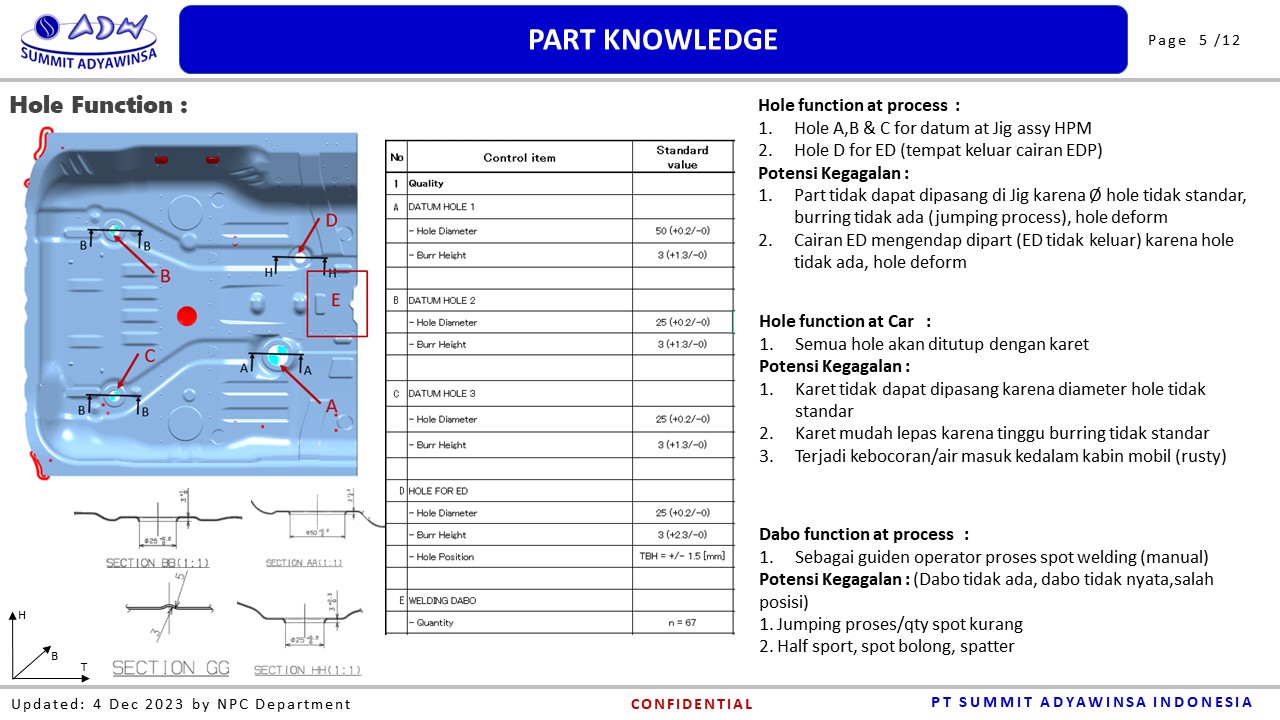 ADW
SUMMIT ADYAWINSA
PART KNOWLEDGE
Page 5 /12
Hole Function :
B B
B
D
H H
E
C
A A
B B
A
SECTION BB(1:1)
SECTION AA(1:1)
SECTION GG
SECTION HH(1:1)
H
B
T
No Control item Standard value
1 Quality
A DATUM HOLE 1
- Hole Diameter 50 (+0.2/-0)
- Burr Height 3 (+1.3/-0)
B DATUM HOLE 2
- Hole Diameter 25 (+0.2/-0)
- Burr Height 3 (+1.3/-0)
C DATUM HOLE 3
- Hole Diameter 25 (+0.2/-0)
- Burr Height 3 (+1.3/-0)
D HOLE FOR ED
- Hole Diameter 25 (+0.2/-0)
- Burr Height 3 (+2.3/-0)
- Hole Position TBH = +/- 1.5 [mm]
E WELDING DABO
- Quantity n = 67
Hole function at process :
1. Hole A,B & C for datum at Jig assy HPM
2. Hole D for ED (tempat keluar cairan EDP)
Potensi Kegagalan :
1. Part tidak dapat dipasang di Jig karena Ø hole tidak standar,
burring tidak ada (jumping process), hole deform
2. Cairan ED mengendap dipart (ED tidak keluar) karena hole
tidak ada, hole deform
Hole function at Car :
1. Semua hole akan ditutup dengan karet
Potensi Kegagalan :
1. Karet tidak dapat dipasang karena diameter hole tidak
standar
2. Karet mudah lepas karena tinggu burring tidak standar
3. Terjadi kebocoran/air masuk kedalam kabin mobil (rusty)
Dabo function at process :
1. Sebagai guiden operator proses spot welding (manual)
Potensi Kegagalan : (Dabo tidak ada, dabo tidak nyata,salah
posisi)
1. Jumping proses/qty spot kurang
2. Half sport, spot bolong, spatter
Updated: 4 Dec 2023 by NPC Department
CONFIDENTIAL
PT SUMMIT ADYAWINSA INDONESIA